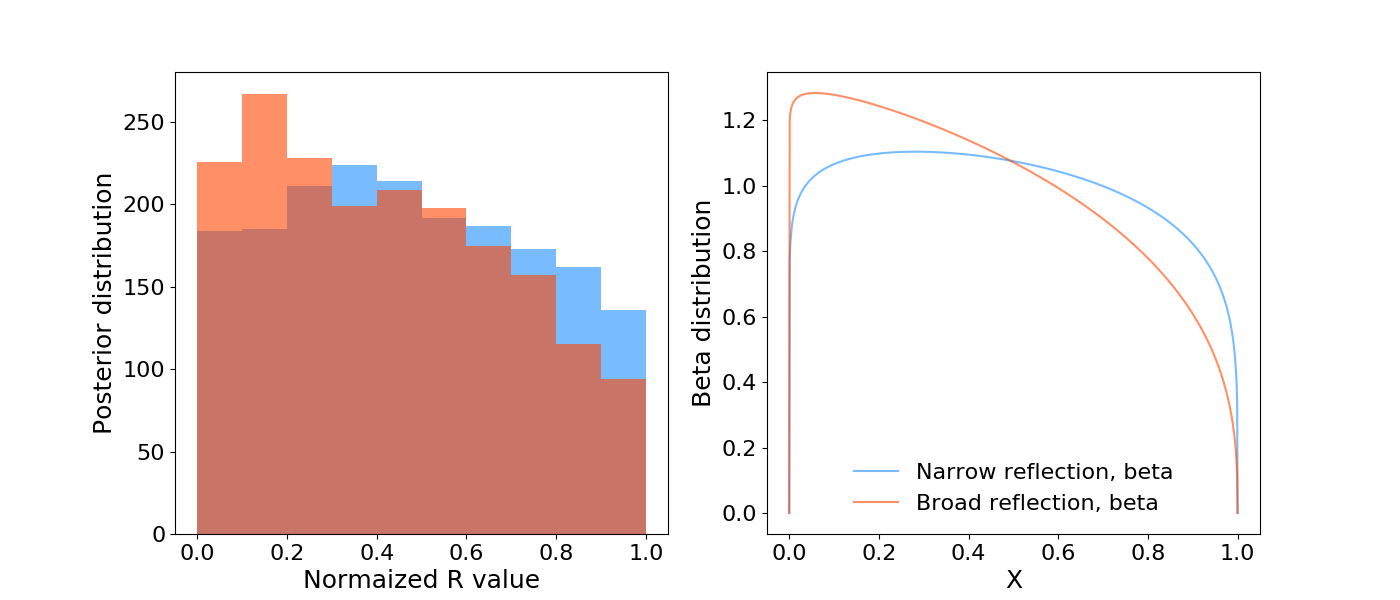 Posterior distribution
250
200
150
100
50
0
0.0 0.2 0.4 0.6 0.8 1.0
Normaized R value
Beta distribution
1.2
1.0
0.8
0.6
0.4
0.2
0.0
Narrow reflection, beta
Broad reflection, beta
0.0 0.2 0.4 0.6 0.8 1.0
X